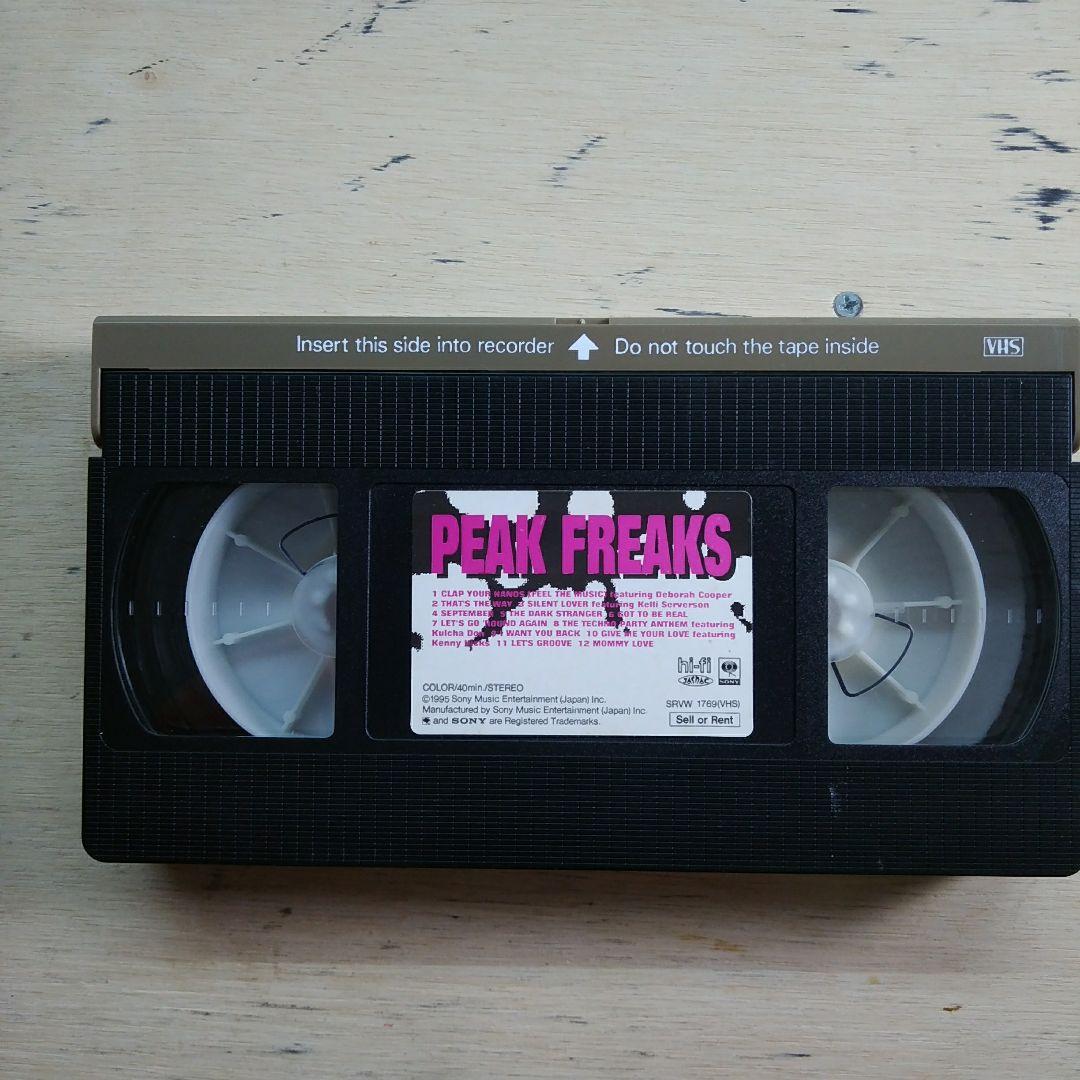 Insert this side into recorder Do not touch the tape inside VHS
PEAK FREAKS
1 CLAP YOUR HANDS (FEEL THE MUSIC) featuring Deborah Cooper
2 THAT'S THE WAY 3 SILENT LOVER featuring Kelli Serverson
4 SEPTEMBER 5 THE DARK STRANGER 6 GOT TO BE REAL
7 LET'S GO ROUND AGAIN 8 THE TECHNO PARTY ANTHEM featuring
Kulcha Don 9 I WANT YOU BACK 10 GIVE ME YOUR LOVE featuring
Kenny Hicks 11 LET'S GROOVE 12 MOMMY LOVE
hi-fi
SONY
COLOR/40min./STEREO
©1995 Sony Music Entertainment (Japan) Inc.
Manufactured by Sony Music Entertainment (Japan) Inc. SRVW 1769(VHS)
and SONY are Registered Trademarks. Sell or Rent